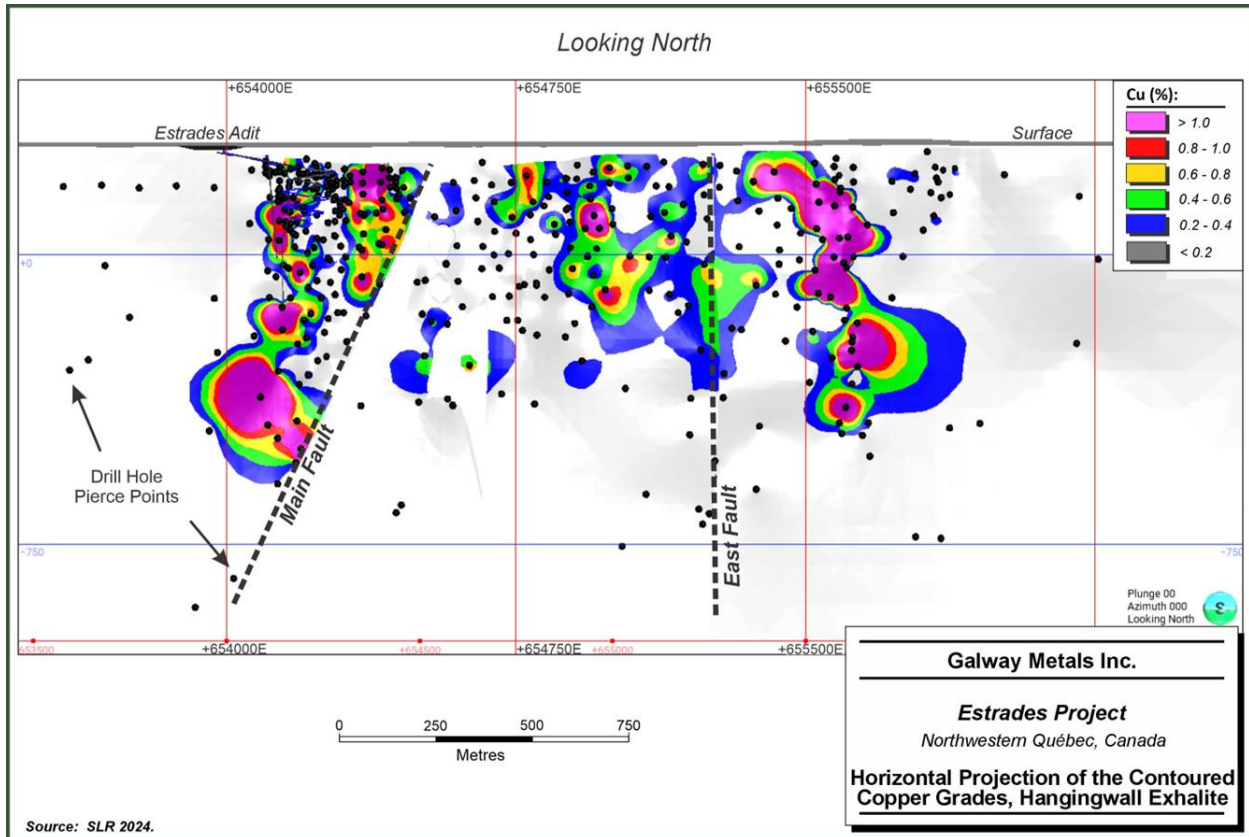 Looking North
+654000E
+654750E
+655500E
Estrades Adit
Surface
Cu (%):
> 1.0
0.8 - 1.0
0.6 - 0.8
0.4 - 0.6
0.2 - 0.4
< 0.2
+0
Drill Hole
Pierce Points
Main Fault
East Fault
-750
-750
Plunge 00
Azimuth 000
Looking North
S
653500
+654000E
+654500
+654750E
+655000
+655500E
Galway Metals Inc.
Estrades Project
Northwestern Québec, Canada
Horizontal Projection of the Contoured
Copper Grades, Hangingwall Exhalite
0 250 500 750
Metres
Source: SLR 2024.